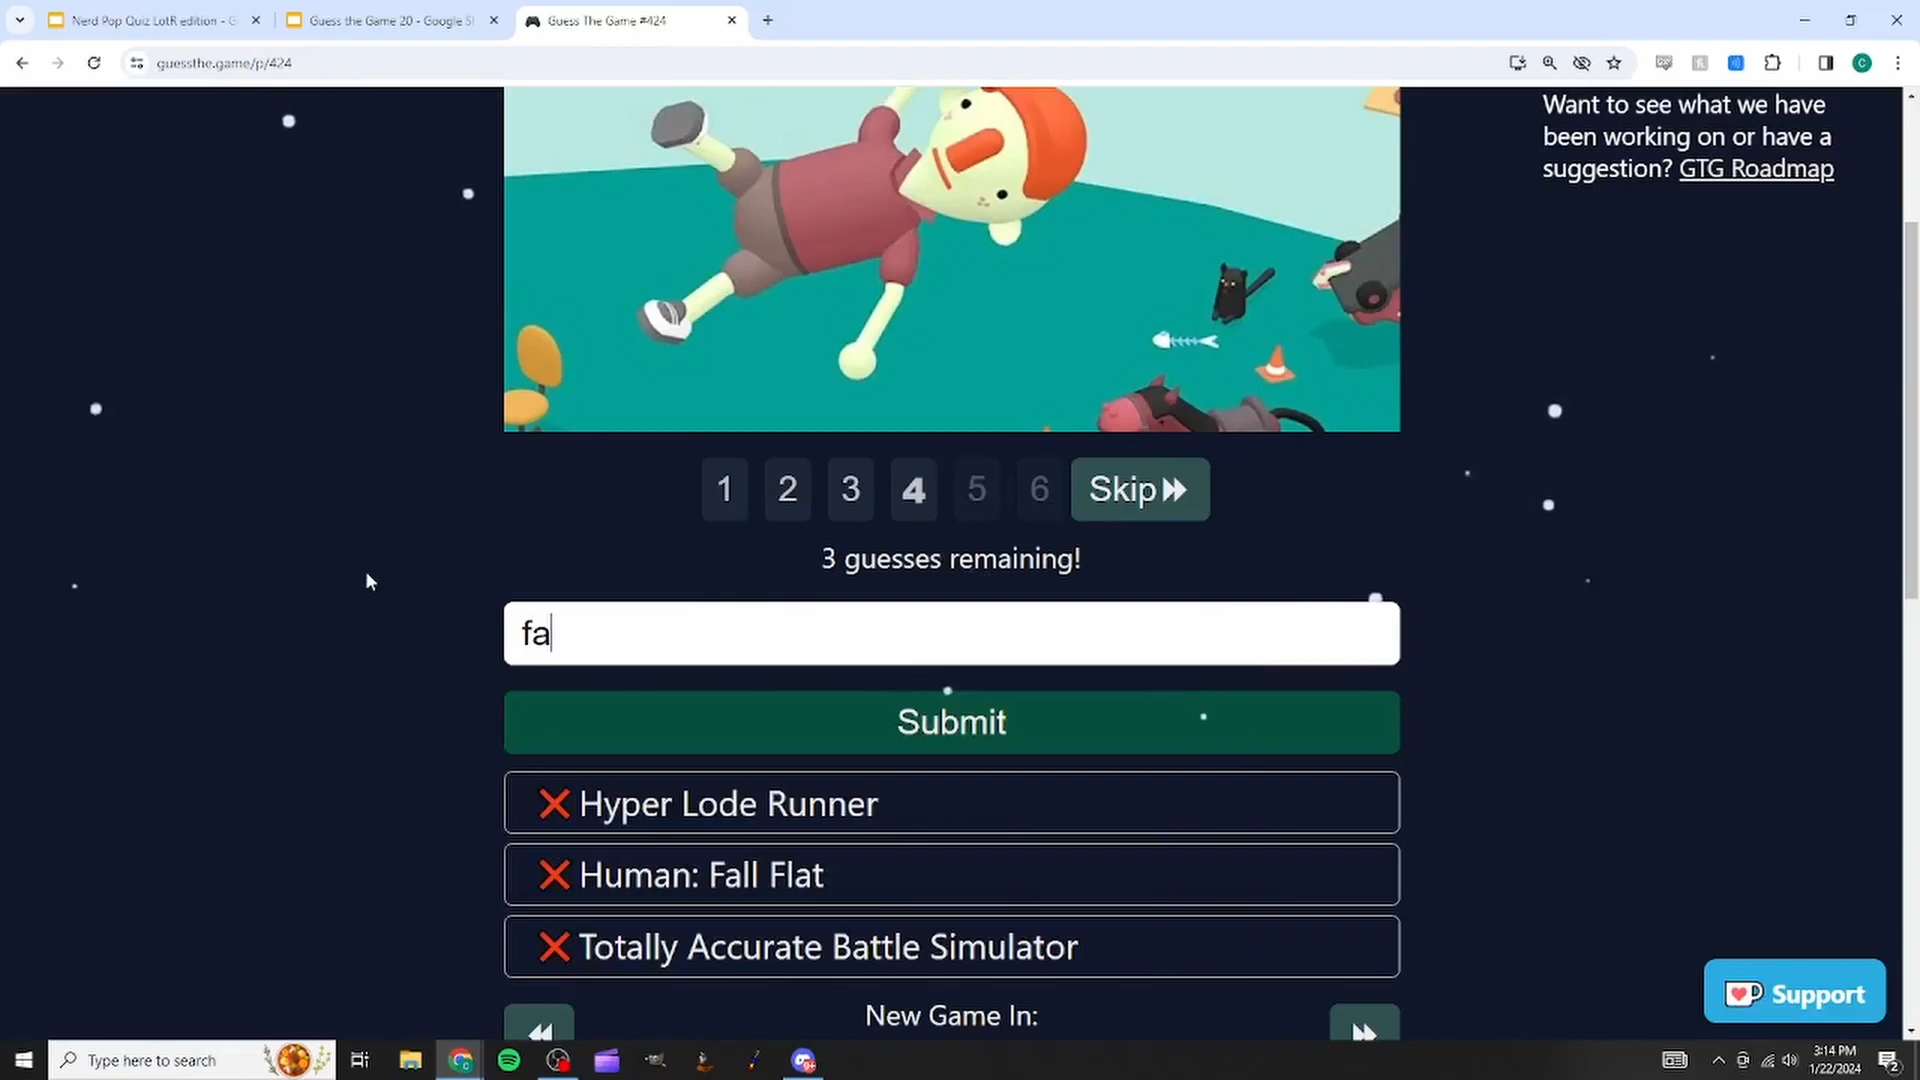 Nerd Pop Quiz LotR edition - G
Guess the Game 20 - Google Sl
Guess The Game #424
guessthe.game/p/424
C
Want to see what we have
been working on or have a
suggestion? GTG Roadmap
1 2 3 4 5 6 Skip
3 guesses remaining!
fa
Submit
Hyper Lode Runner
Human: Fall Flat
Totally Accurate Battle Simulator
New Game In:
Support
Type here to search
3:14 PM
1/22/2024
2